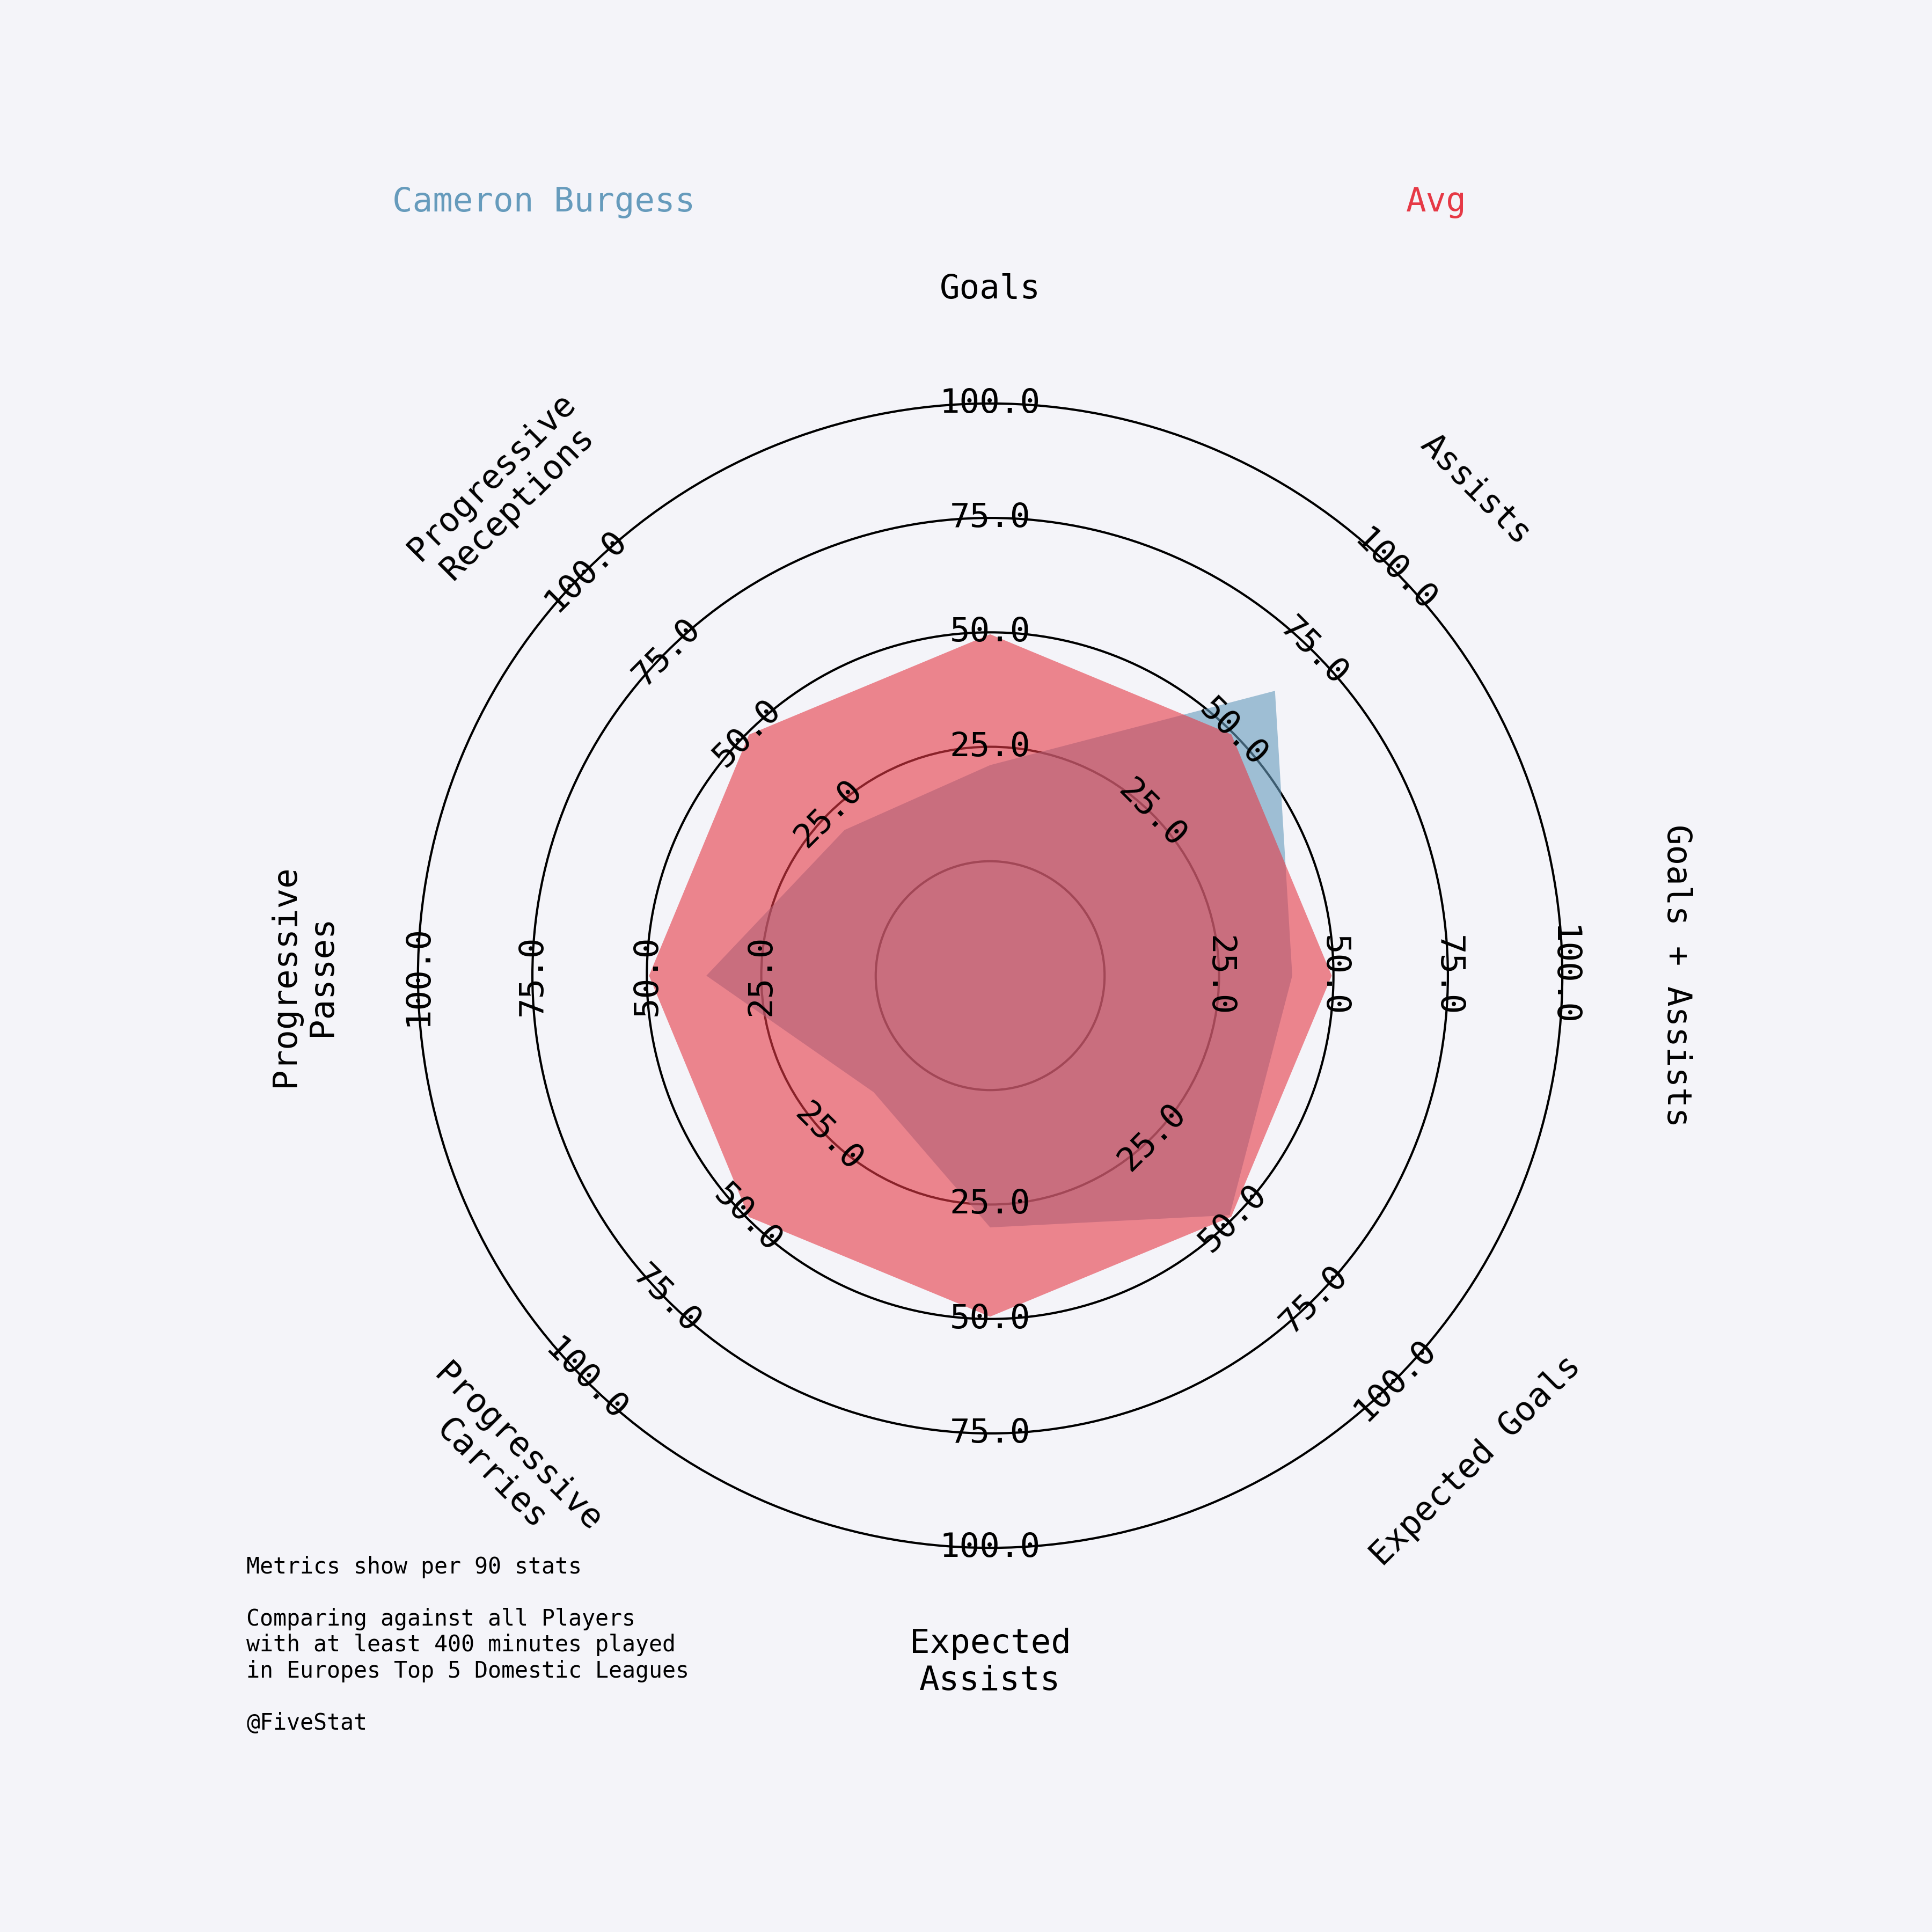 Cameron Burgess
Avg
Goals
Assists
Goals + Assists
Expected Goals
Expected
Assists
Progressive
Carries
Progressive
Passes
Progressive
Receptions
25.0
50.0
75.0
100.0
25.0
50.0
75.0
100.0
25.0
50.0
75.0
100.0
25.0
50.0
75.0
100.0
25.0
50.0
75.0
100.0
25.0
50.0
75.0
100.0
25.0
50.0
75.0
100.0
25.0
50.0
75.0
100.0
Metrics show per 90 stats
Comparing against all Players
with at least 400 minutes played
in Europes Top 5 Domestic Leagues
@FiveStat